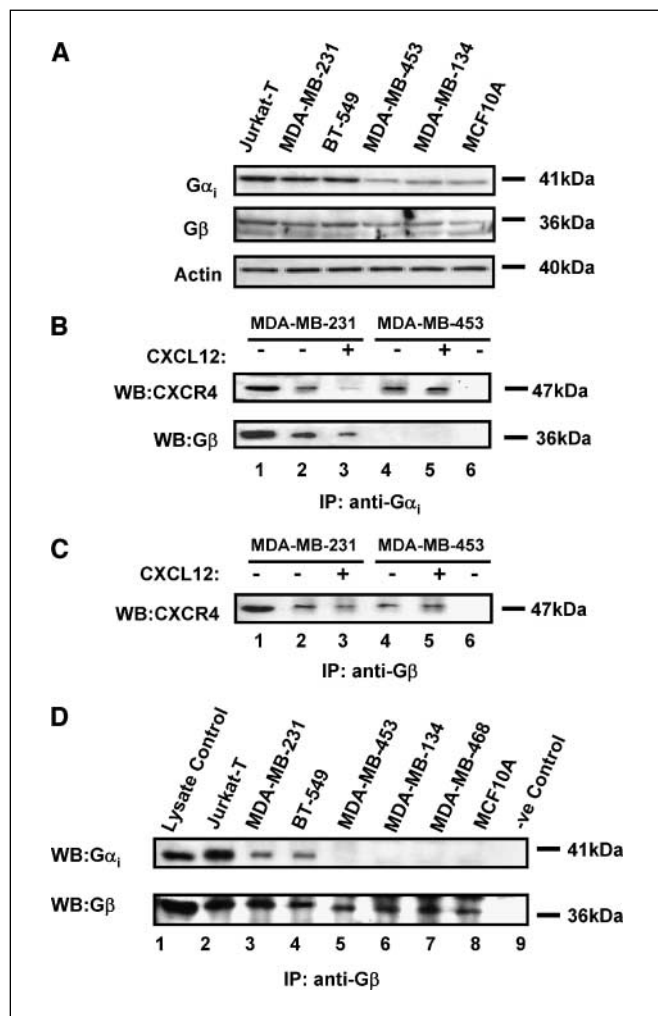 A
Jurkat-T MDA-MB-231 BT-549 MDA-MB-453 MDA-MB-134 MCF10A
Gαi 41kDa
Gβ 36kDa
Actin 40kDa
B
MDA-MB-231 MDA-MB-453
CXCL12: - - + - + -
WB:CXCR4 47kDa
WB:Gβ 36kDa
1 2 3 4 5 6
IP: anti-Gαi
C
MDA-MB-231 MDA-MB-453
CXCL12: - - + - + -
WB:CXCR4 47kDa
1 2 3 4 5 6
IP: anti-Gβ
D
Lysate Control Jurkat-T MDA-MB-231 BT-549 MDA-MB-453 MDA-MB-134 MDA-MB-468 MCF10A -ve Control
WB:Gαi 41kDa
WB:Gβ 36kDa
1 2 3 4 5 6 7 8 9
IP: anti-Gβ